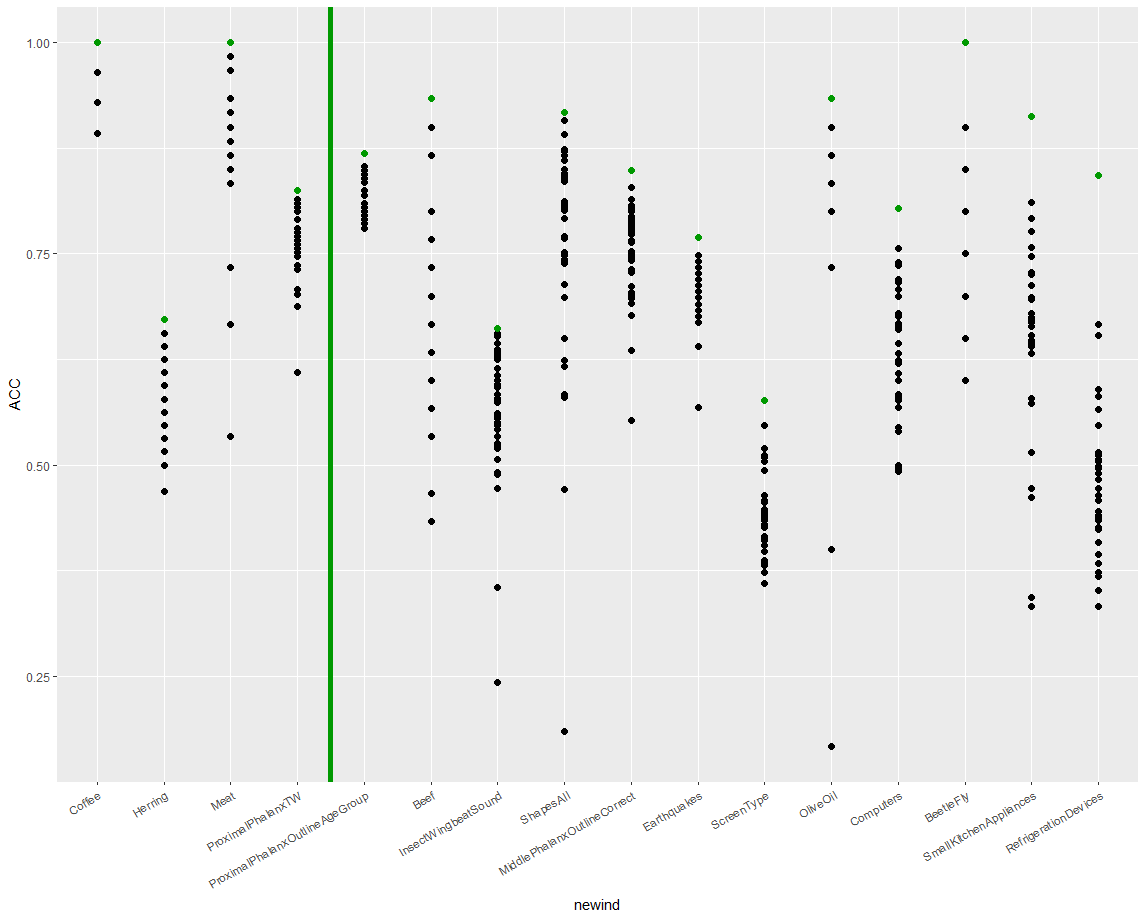 1.00
0.75
0.50
0.25
ACC
Coffee
Herring
Meat
ProximalPhalanxTW
ProximalPhalanxOutlineAgeGroup
Beef
InsectWingbeatSound
ShapesAll
MiddlePhalanxOutlineCorrect
Earthquakes
ScreenType
OliveOil
Computers
BeetleFly
SmallKitchenAppliances
RefrigerationDevices
newind